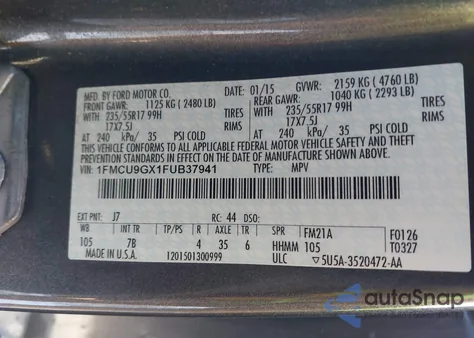 MFD. BY FORD MOTOR CO. 01/15 GVWR: 2159 KG ( 4760 LB)
FRONT GAWR: 1125 KG ( 2480 LB) REAR GAWR: 1040 KG ( 2293 LB)
WITH 235/55R17 99H TIRES WITH 235/55R17 99H TIRES
17X7.5J 17X7.5J
AT 240 kPa/ 35 PSI COLD AT 240 kPa/ 35 PSI COLD
THIS VEHICLE CONFORMS TO ALL APPLICABLE FEDERAL MOTOR VEHICLE SAFETY AND THEFT PREVENTION STANDARDS IN EFFECT ON THE DATE OF MANUFACTURE SHOWN ABOVE.
VIN: 1FMCU9GX1FUB37941 TYPE: MPV
EXT PNT: J7 RC: 44 DSO:
WB TP/PS R AXLE TR SPR FM21A F0126
105 7B 4 35 6 HHMM 105 T0327
MADE IN U.S.A. 1201501300999 ULC 5U5A-3520472-AA
autoSnap